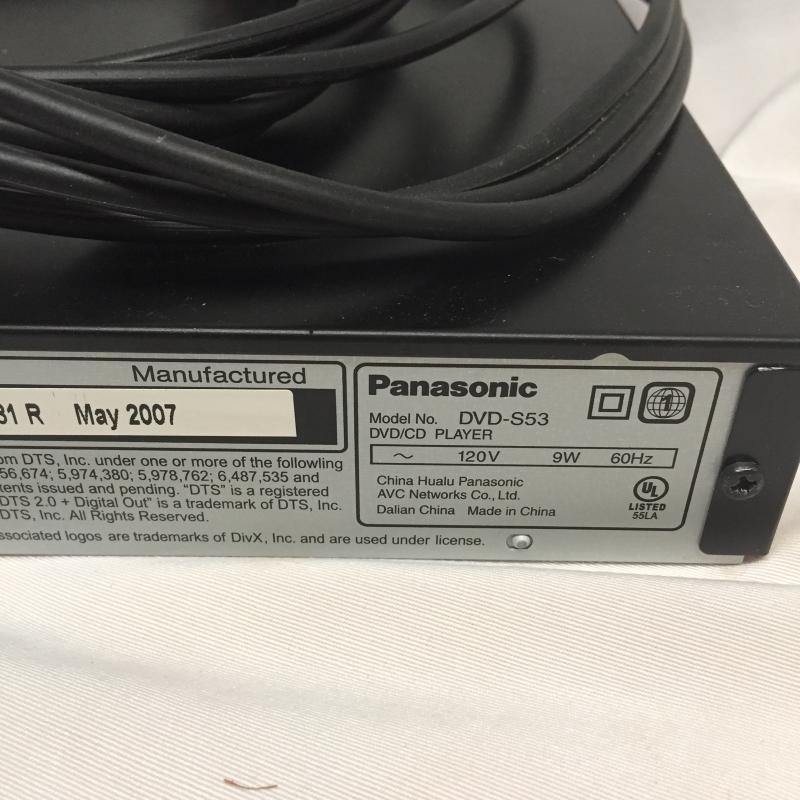 Manufactured
31 R May 2007
om DTS, Inc. under one or more of the followling
56,674; 5,974,380; 5,978,762; 6,487,535 and
tents issued and pending. "DTS" is a registered
DTS 2.0 + Digital Out" is a trademark of DTS, Inc.
DTS, Inc. All Rights Reserved.
ssociated logos are trademarks of DivX, Inc. and are used under license.
Panasonic
1
Model No. DVD-S53
DVD/CD PLAYER
~ 120V 9W 60Hz
China Hualu Panasonic
AVC Networks Co., Ltd.
Dalian China Made in China
UL
LISTED
55LA